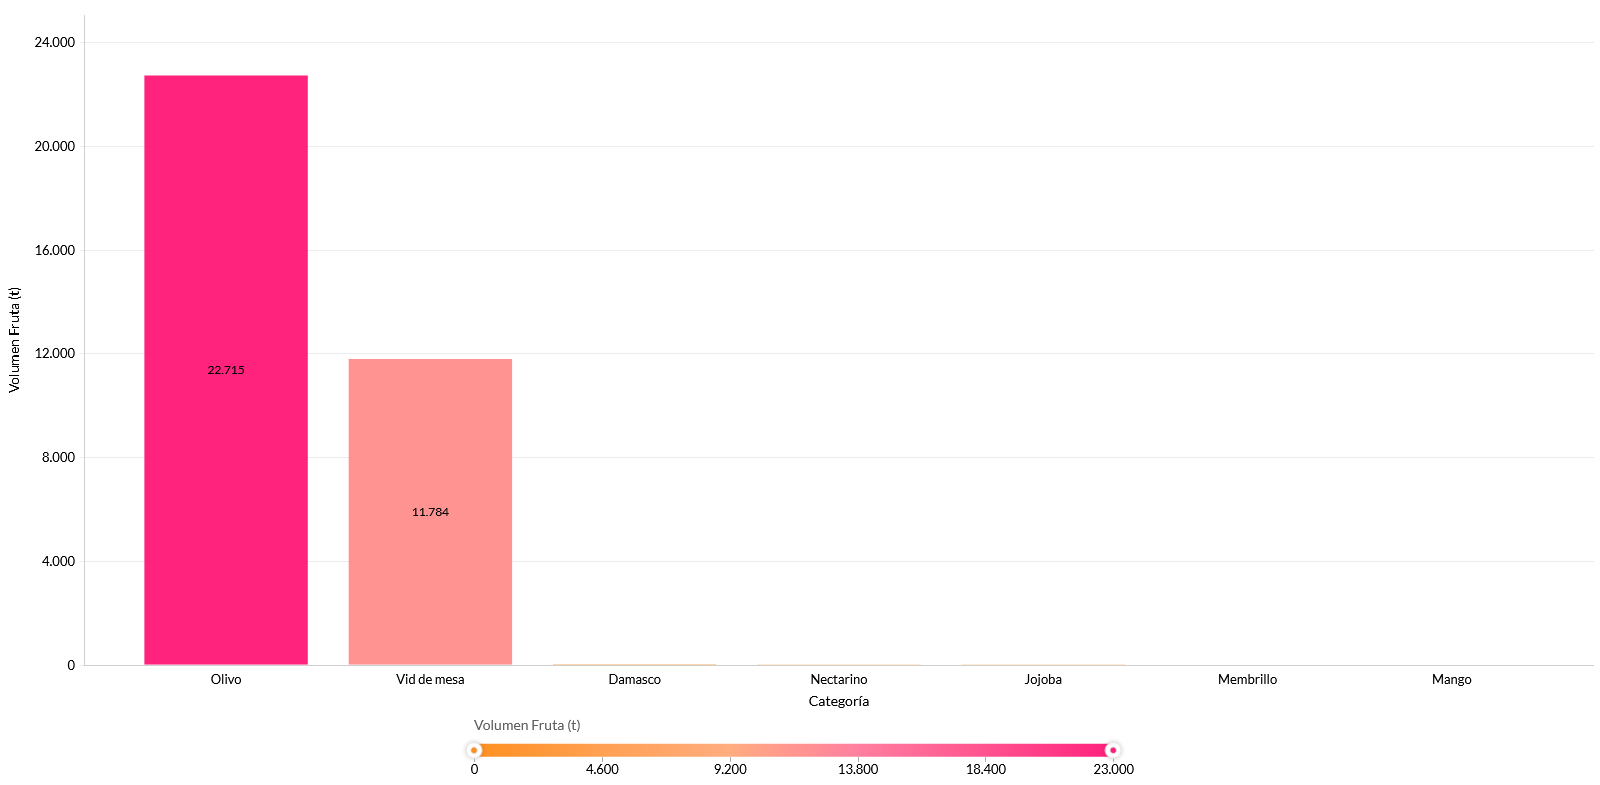 Volumen Fruta (t)
24.000
20.000
16.000
12.000
8.000
4.000
0
22.715
11.784
Olivo
Vid de mesa
Damasco
Nectarino
Jojoba
Membrillo
Mango
Categoría
Volumen Fruta (t)
0
4.600
9.200
13.800
18.400
23.000